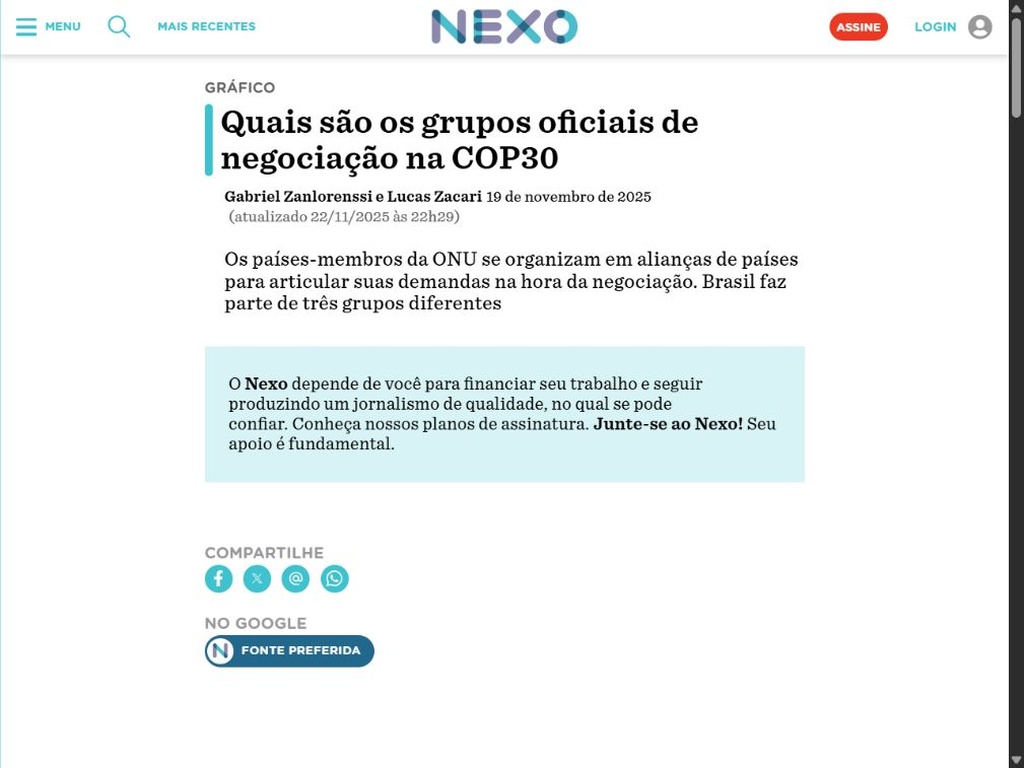 MENU
MAIS RECENTES
NEXO
ASSINE
LOGIN
GRÁFICO
Quais são os grupos oficiais de
negociação na COP30
Gabriel Zanlorenssi e Lucas Zacari 19 de novembro de 2025
(atualizado 22/11/2025 às 22h29)
Os países-membros da ONU se organizam em alianças de países
para articular suas demandas na hora da negociação. Brasil faz
parte de três grupos diferentes
O Nexo depende de você para financiar seu trabalho e seguir
produzindo um jornalismo de qualidade, no qual se pode
confiar. Conheça nossos planos de assinatura. Junte-se ao Nexo! Seu
apoio é fundamental.
COMPARTILHE
NO GOOGLE
N FONTE PREFERIDA